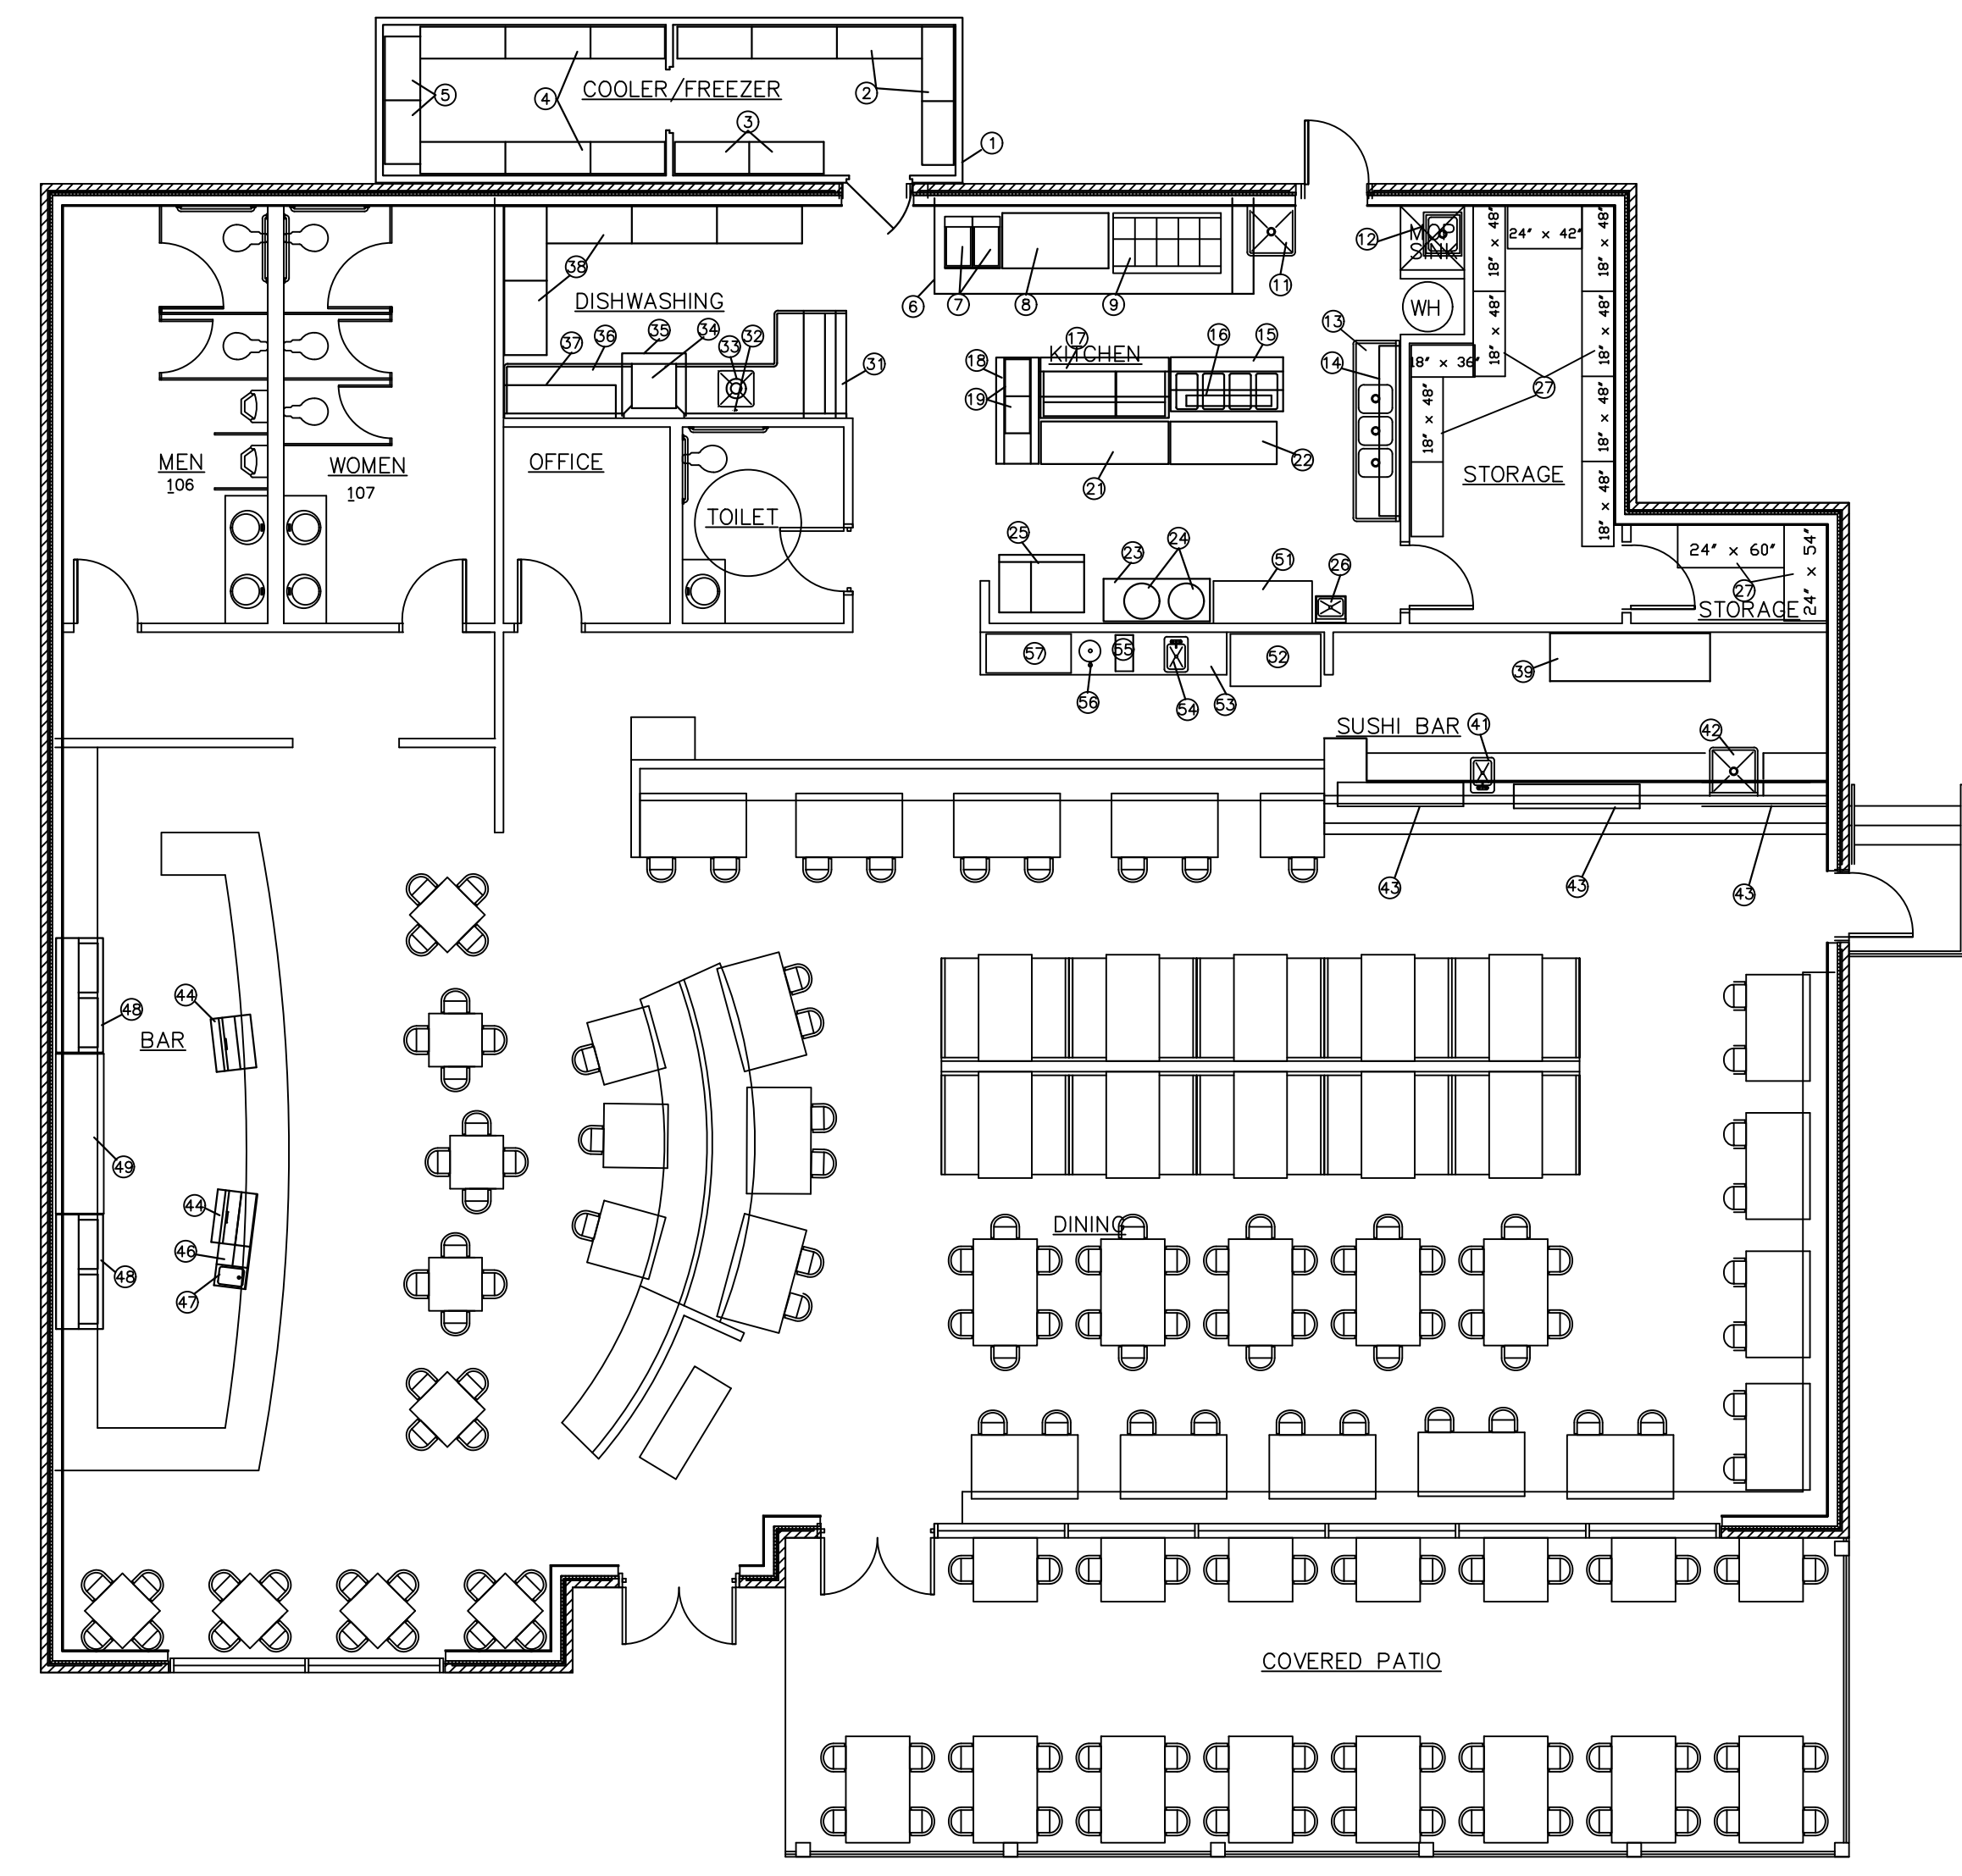 5
4
COOLER/FREEZER
2
3
1
12
MOP
SINK
18" x 48"
24" x 42"
18" x 48"
38
DISHWASHING
6
7
8
9
11
WH
18" x 48"
18" x 48"
37
36
35
34
33
32
31
18
17
KITCHEN
16
15
13
14
18" x 36"
19
27
18" x 48"
18" x 48"
MEN
106
WOMEN
107
OFFICE
TOILET
21
22
STORAGE
18" x 48"
25
23
24
51
26
24" x 60"
24" x 54"
27
STORAGE
57
56
55
54
53
52
39
SUSHI BAR
41
42
43
43
43
44
48
BAR
49
44
46
47
48
DINING
COVERED PATIO